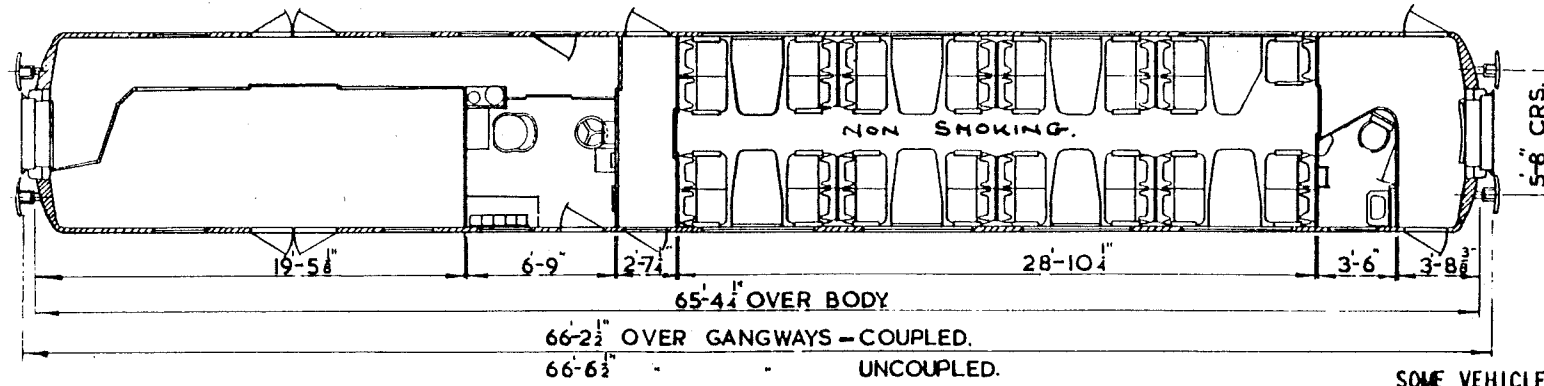 NON SMOKING.
5'-8" CRS.
19'-5⅛" 6'-9" 2'-7¼" 28'-10¼" 3'-6" 3'-8⅜"
65'-4¼" OVER BODY
66'-2½" OVER GANGWAYS - COUPLED.
66'-6½" " " UNCOUPLED.
SOME VEHICLE